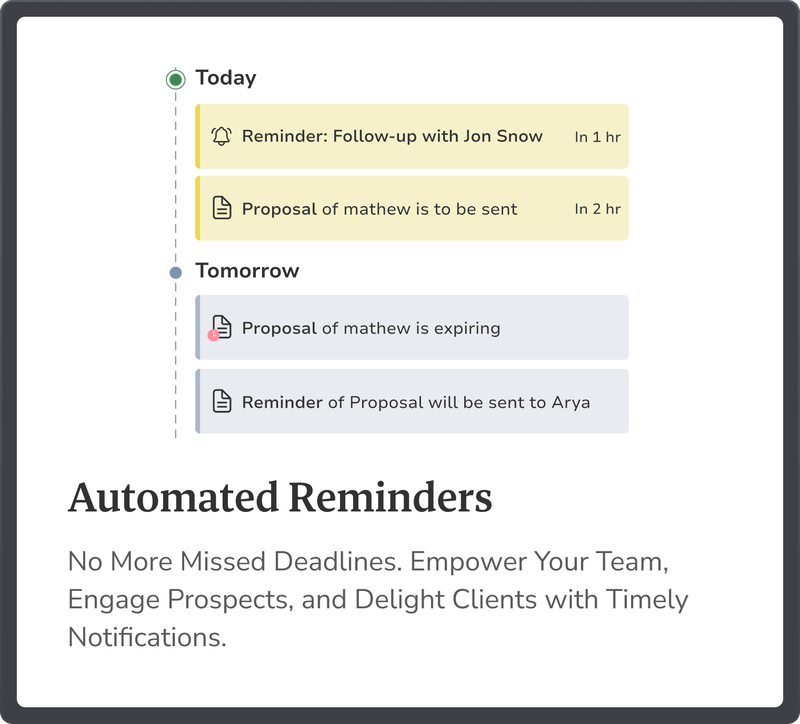 Today
Reminder: Follow-up with Jon Snow In 1 hr
Proposal of mathew is to be sent In 2 hr
Tomorrow
Proposal of mathew is expiring
Reminder of Proposal will be sent to Arya
Automated Reminders
No More Missed Deadlines. Empower Your Team,
Engage Prospects, and Delight Clients with Timely
Notifications.